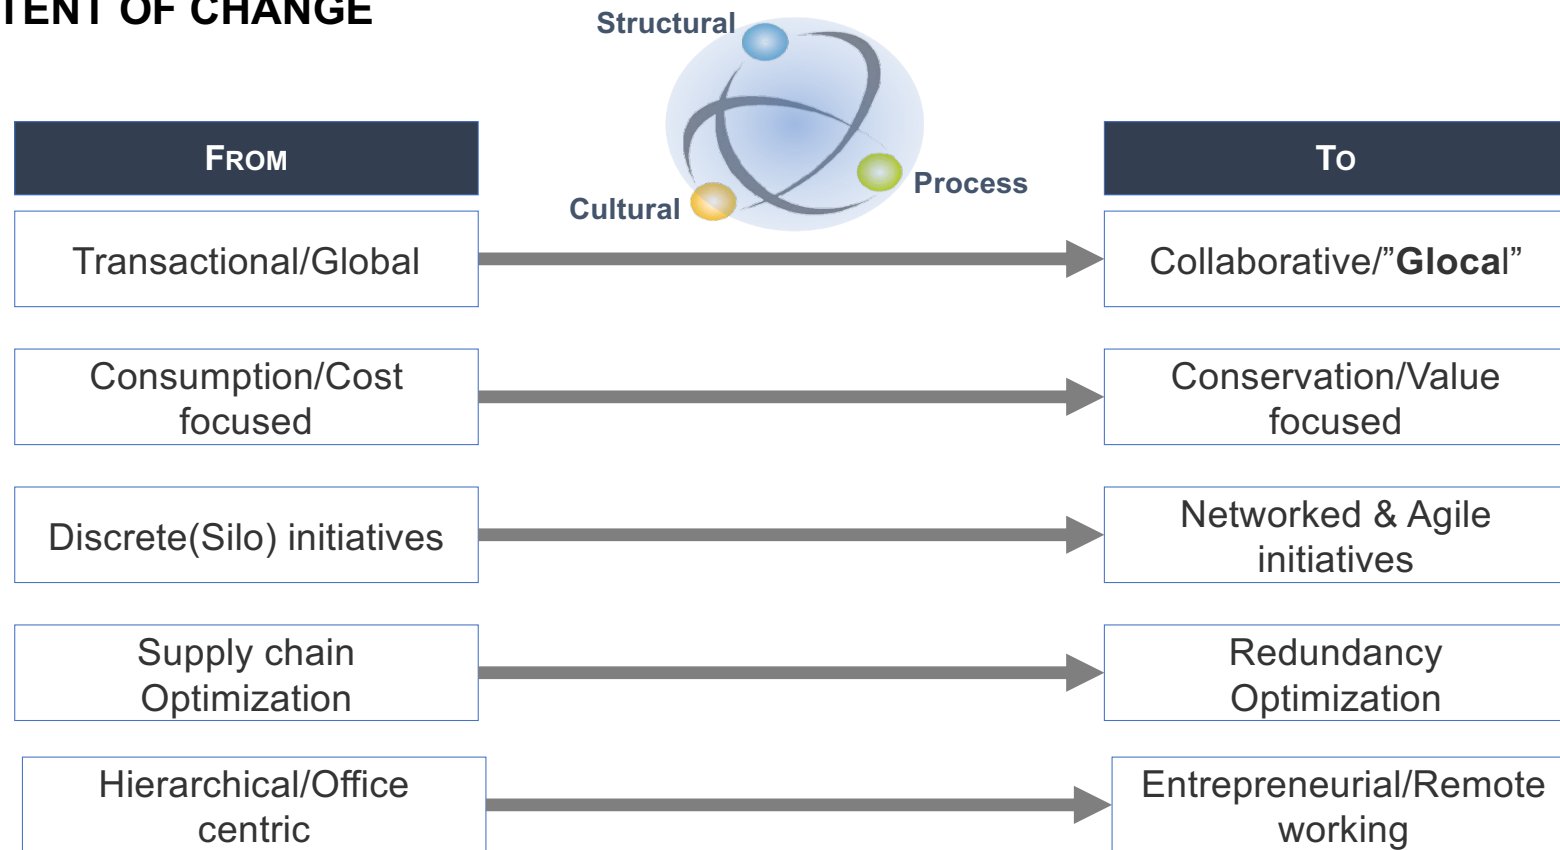 TENT OF CHANGE
Structural
Process
Cultural
FROM
TO
Transactional/Global
Collaborative/”Glocal”
Consumption/Cost
focused
Conservation/Value
focused
Discrete(Silo) initiatives
Networked & Agile
initiatives
Supply chain
Optimization
Redundancy
Optimization
Hierarchical/Office
centric
Entrepreneurial/Remote
working